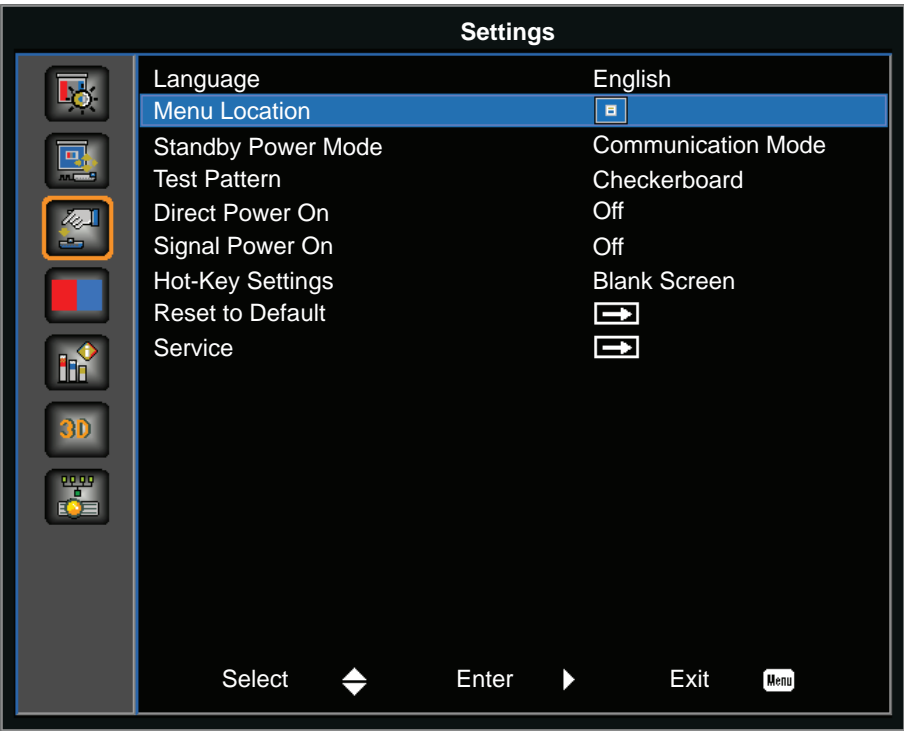 Settings
Language English
Menu Location
Standby Power Mode Communication Mode
Test Pattern Checkerboard
Direct Power On Off
Signal Power On Off
Hot-Key Settings Blank Screen
Reset to Default
Service
3D
Select Enter Exit Menu